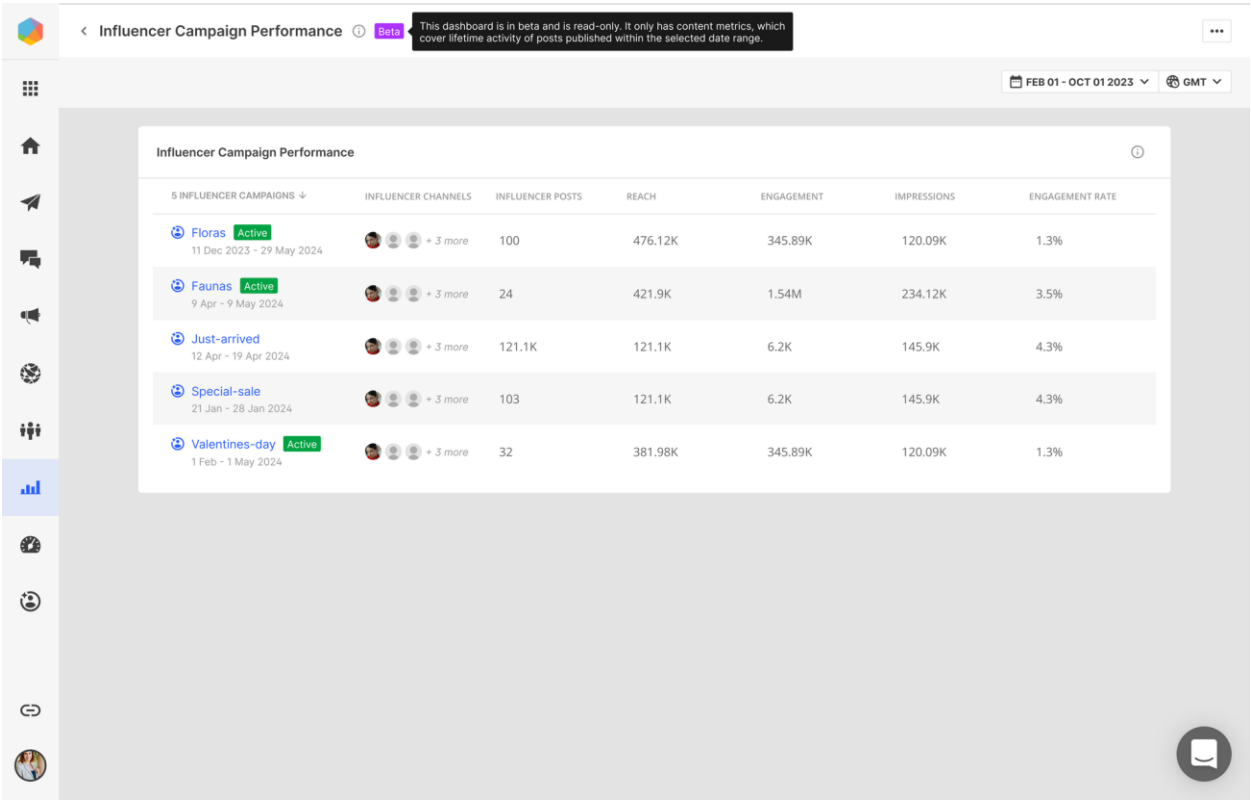 Influencer Campaign Performance
Beta
This dashboard is in beta and is read-only. It only has content metrics, which
cover lifetime activity of posts published within the selected date range.
FEB 01 - OCT 01 2023
GMT
Influencer Campaign Performance
5 INFLUENCER CAMPAIGNS ↓ INFLUENCER CHANNELS INFLUENCER POSTS REACH ENGAGEMENT IMPRESSIONS ENGAGEMENT RATE
Floras Active
11 Dec 2023 - 29 May 2024
+ 3 more 100 476.12K 345.89K 120.09K 1.3%
Faunas Active
9 Apr - 9 May 2024
+ 3 more 24 421.9K 1.54M 234.12K 3.5%
Just-arrived
12 Apr - 19 Apr 2024
+ 3 more 121.1K 121.1K 6.2K 145.9K 4.3%
Special-sale
21 Jan - 28 Jan 2024
+ 3 more 103 121.1K 6.2K 145.9K 4.3%
Valentines-day Active
1 Feb - 1 May 2024
+ 3 more 32 381.98K 345.89K 120.09K 1.3%